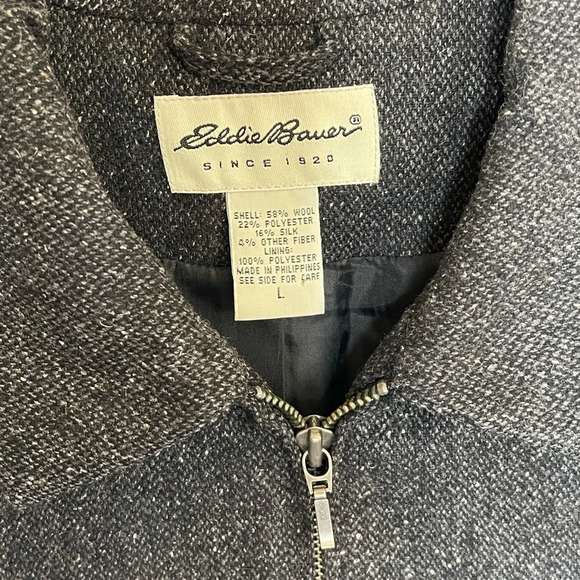 Eddie Bauer
SINCE 1920
SHELL: 58% WOOL
22% POLYESTER
16% SILK
4% OTHER FIBER
LINING:
100% POLYESTER
MADE IN PHILIPPINES
SEE SIDE FOR CARE
L